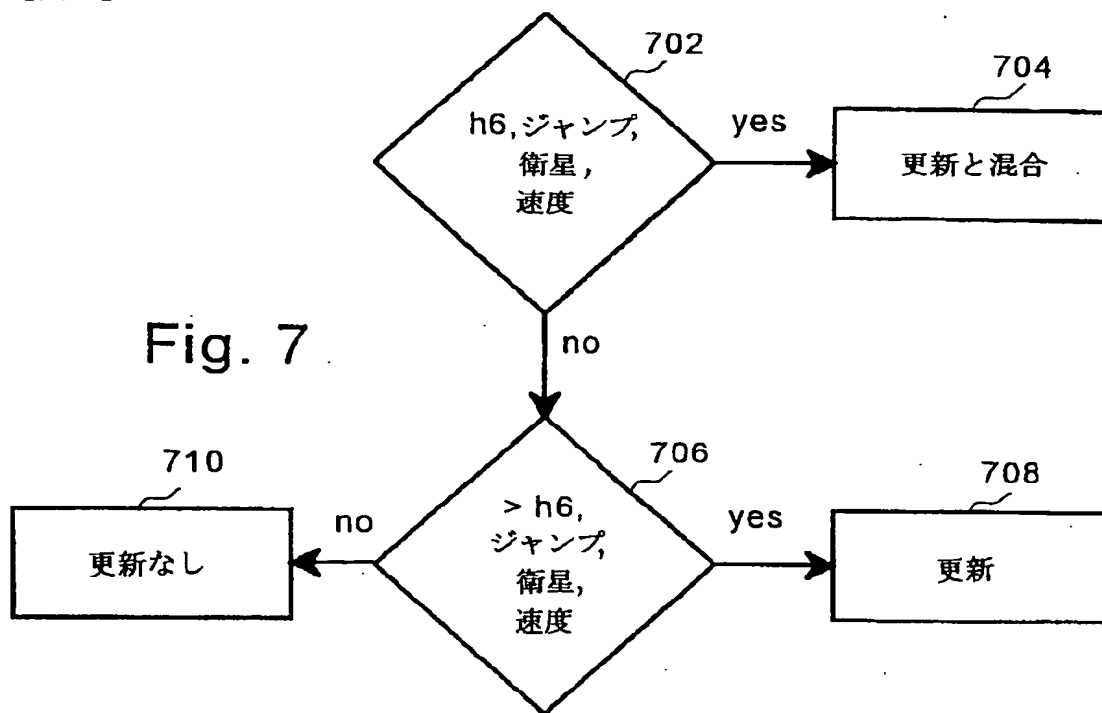 702
h6,ジャンプ,
衛星,
速度
yes
704
更新と混合
no
Fig. 7
706
> h6,
ジャンプ,
衛星,
速度
yes
708
更新
no
710
更新なし